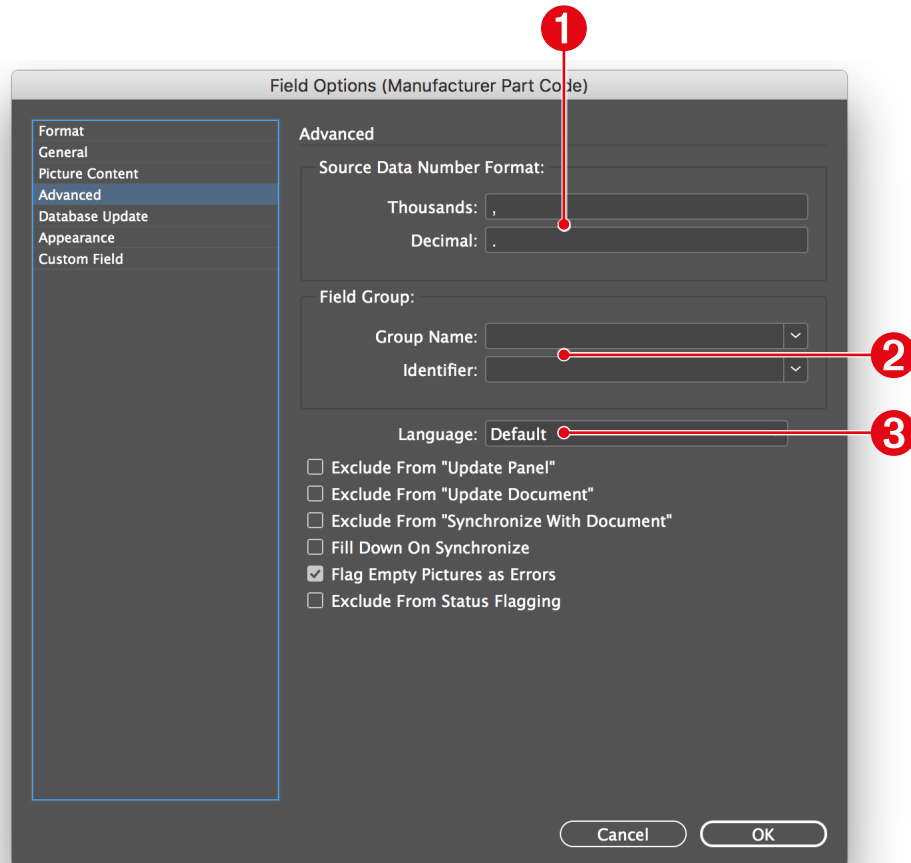 1
Field Options (Manufacturer Part Code)
Format
General
Picture Content
Advanced
Database Update
Appearance
Custom Field
Advanced
Source Data Number Format:
Thousands: ,
Decimal: .
Field Group:
Group Name:
Identifier:
2
Language: Default
3
Exclude From "Update Panel"
Exclude From "Update Document"
Exclude From "Synchronize With Document"
Fill Down On Synchronize
Flag Empty Pictures as Errors
Exclude From Status Flagging
Cancel
OK